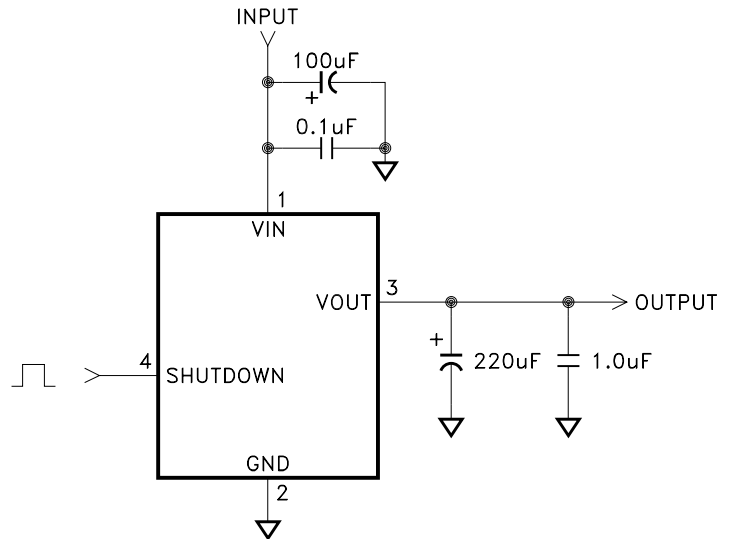 INPUT
100uF
+
0.1uF
1
VIN
VOUT
3
OUTPUT
+
220uF
1.0uF
4
SHUTDOWN
GND
2